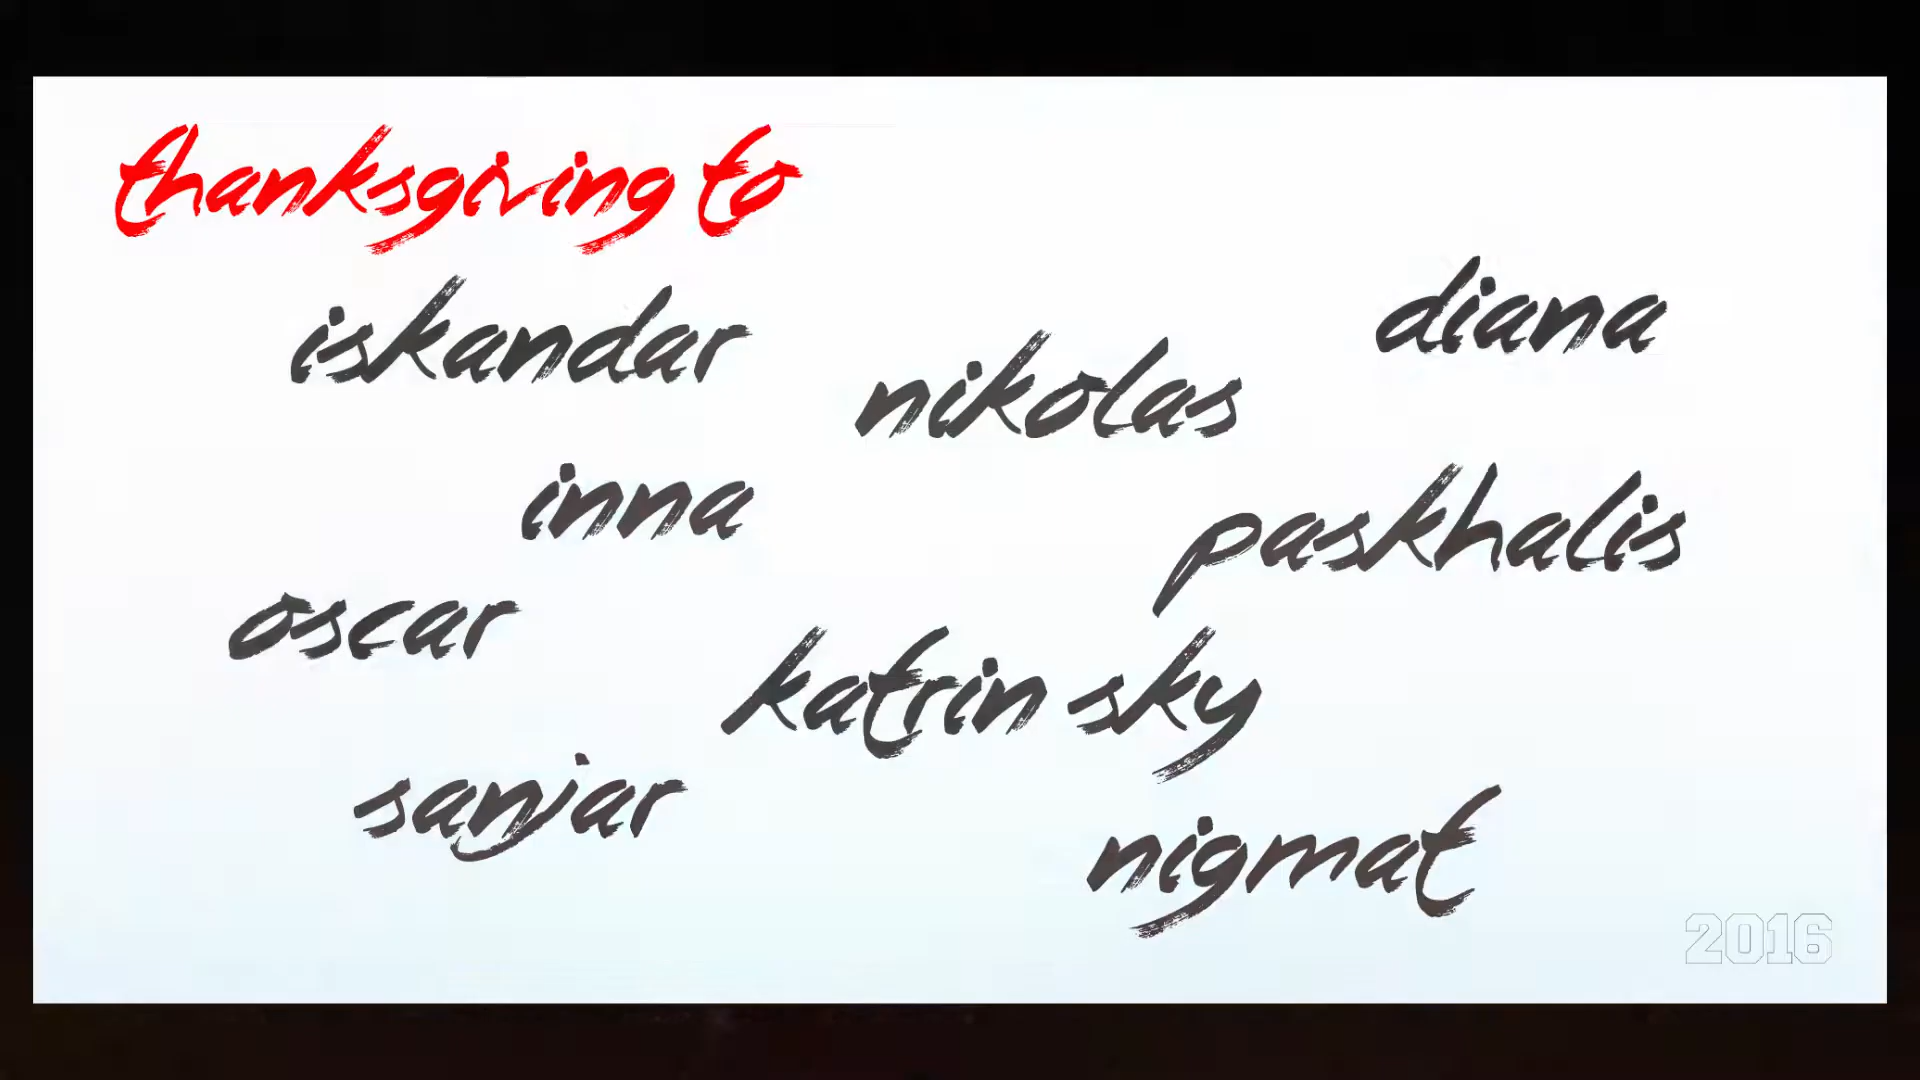 thanksgiving to
iskandar
diana
nikolas
inna
paskhalis
oscar
katrin sky
sanjar
nigmat
2016